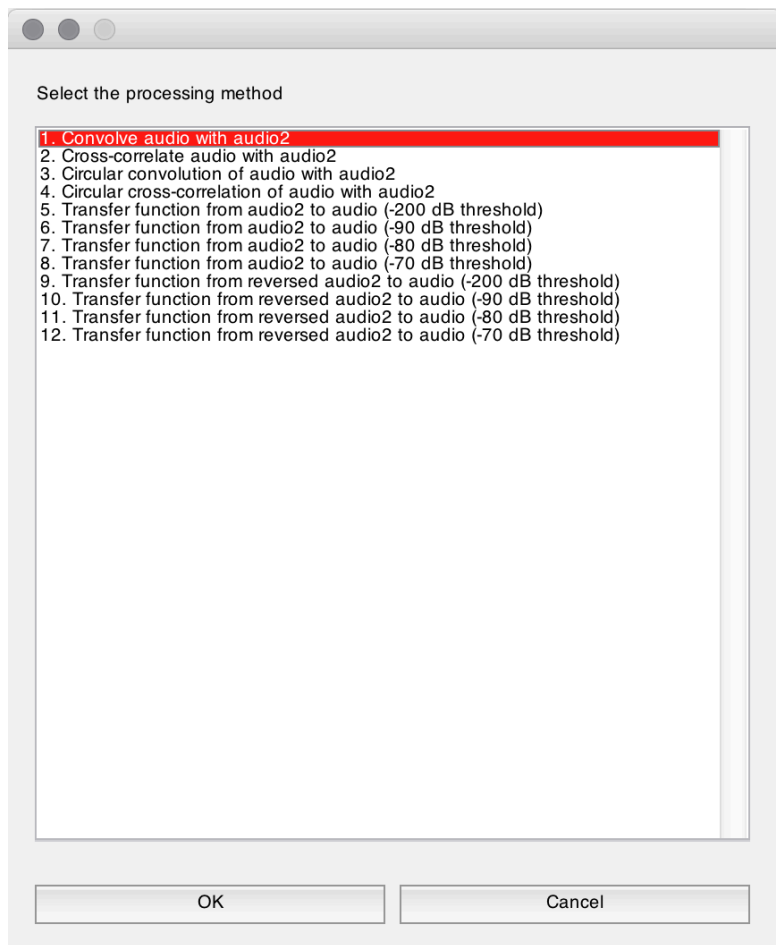 Select the processing method
1. Convolve audio with audio2
2. Cross-correlate audio with audio2
3. Circular convolution of audio with audio2
4. Circular cross-correlation of audio with audio2
5. Transfer function from audio2 to audio (-200 dB threshold)
6. Transfer function from audio2 to audio (-90 dB threshold)
7. Transfer function from audio2 to audio (-80 dB threshold)
8. Transfer function from audio2 to audio (-70 dB threshold)
9. Transfer function from reversed audio2 to audio (-200 dB threshold)
10. Transfer function from reversed audio2 to audio (-90 dB threshold)
11. Transfer function from reversed audio2 to audio (-80 dB threshold)
12. Transfer function from reversed audio2 to audio (-70 dB threshold)
OK
Cancel